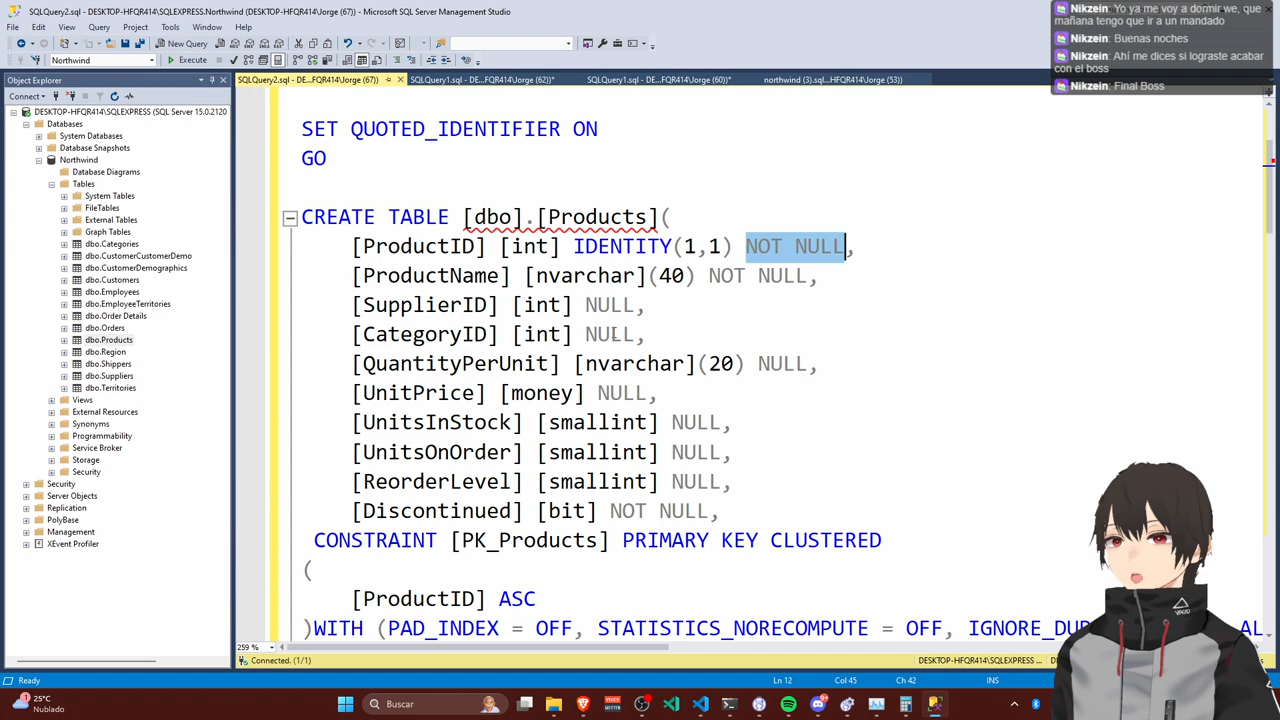 SQLQuery2.sql - DESKTOP-HFQR414\SQLEXPRESS.Northwind (DESKTOP-HFQR414\Jorge (67)) - Microsoft SQL Server Management Studio
File Edit View Query Project Tools Window Help
New Query
Northwind
Execute
Object Explorer
Connect
DESKTOP-HFQR414\SQLEXPRESS (SQL Server 15.0.2120
Databases
System Databases
Database Snapshots
Northwind
Database Diagrams
Tables
System Tables
FileTables
External Tables
Graph Tables
dbo.Categories
dbo.CustomerCustomerDemo
dbo.CustomerDemographics
dbo.Customers
dbo.Employees
dbo.EmployeeTerritories
dbo.Order Details
dbo.Orders
dbo.Products
dbo.Region
dbo.Shippers
dbo.Suppliers
dbo.Territories
Views
External Resources
Synonyms
Programmability
Service Broker
Storage
Security
Security
Server Objects
Replication
PolyBase
Management
XEvent Profiler
SQLQuery2.sql - DE...FQR414\Jorge (67))
SQLQuery1.sql - DE...FQR414\Jorge (62))*
SQLQuery1.sql - DE...FQR414\Jorge (60))*
northwind (3).sql...HFQR414\Jorge (53))
SET QUOTED_IDENTIFIER ON
GO
CREATE TABLE [dbo].[Products](
[ProductID] [int] IDENTITY(1,1) NOT NULL,
[ProductName] [nvarchar](40) NOT NULL,
[SupplierID] [int] NULL,
[CategoryID] [int] NULL,
[QuantityPerUnit] [nvarchar](20) NULL,
[UnitPrice] [money] NULL,
[UnitsInStock] [smallint] NULL,
[UnitsOnOrder] [smallint] NULL,
[ReorderLevel] [smallint] NULL,
[Discontinued] [bit] NOT NULL,
CONSTRAINT [PK_Products] PRIMARY KEY CLUSTERED
(
[ProductID] ASC
)WITH (PAD_INDEX = OFF, STATISTICS_NORECOMPUTE = OFF, IGNORE_DU
AL
259 %
Connected. (1/1)
DESKTOP-HFQR414\SQLEXPRESS
Ready
Ln 12 Col 45 Ch 42 INS
Nikzein: Yo ya me voy a dormir we, que
mañana tengo que ir a un mandado
Nikzein: Buenas noches
Nikzein: Ahí me dices si lograste acabar
con el boss
Nikzein: Final Boss
25°C
Nublado
Buscar